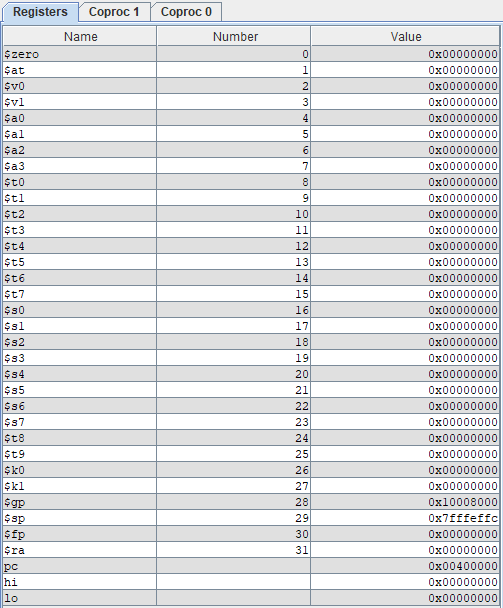 Registers Coproc 1 Coproc 0
Name Number Value
$zero 0 0x00000000
$at 1 0x00000000
$v0 2 0x00000000
$v1 3 0x00000000
$a0 4 0x00000000
$a1 5 0x00000000
$a2 6 0x00000000
$a3 7 0x00000000
$t0 8 0x00000000
$t1 9 0x00000000
$t2 10 0x00000000
$t3 11 0x00000000
$t4 12 0x00000000
$t5 13 0x00000000
$t6 14 0x00000000
$t7 15 0x00000000
$s0 16 0x00000000
$s1 17 0x00000000
$s2 18 0x00000000
$s3 19 0x00000000
$s4 20 0x00000000
$s5 21 0x00000000
$s6 22 0x00000000
$s7 23 0x00000000
$t8 24 0x00000000
$t9 25 0x00000000
$k0 26 0x00000000
$k1 27 0x00000000
$gp 28 0x10008000
$sp 29 0x7fffeffc
$fp 30 0x00000000
$ra 31 0x00000000
pc 0x00400000
hi 0x00000000
lo 0x00000000